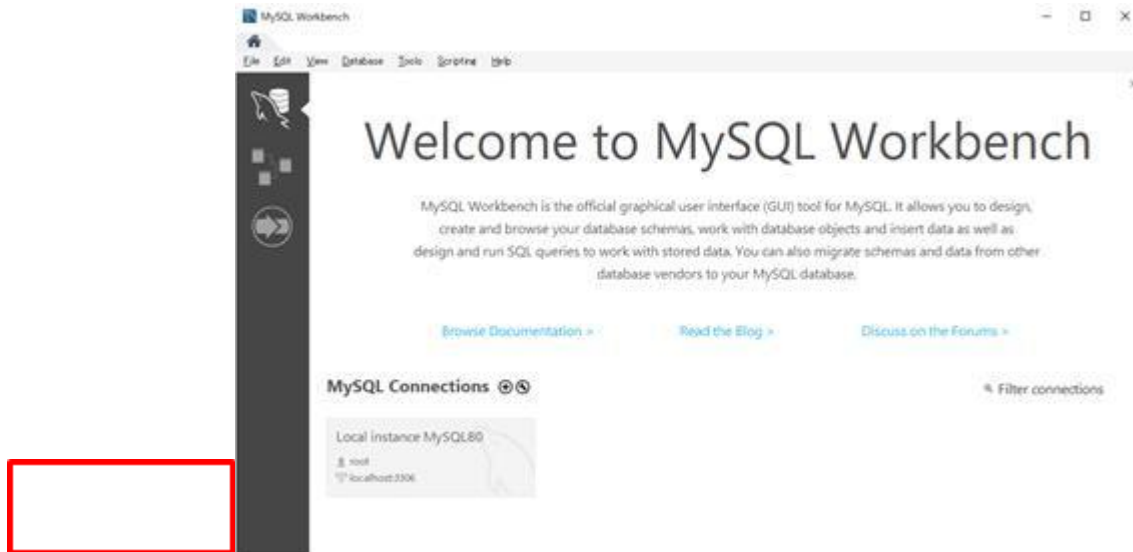 MySQL Workbench
File Edit View Database Tools Scripting Help
Welcome to MySQL Workbench
MySQL Workbench is the official graphical user interface (GUI) tool for MySQL. It allows you to design,
create and browse your database schemas, work with database objects and insert data as well as
design and run SQL queries to work with stored data. You can also migrate schemas and data from other
database vendors to your MySQL database.
Browse Documentation > Read the Blog > Discuss on the Forums >
MySQL Connections Filter connections
Local instance MySQL80
root
localhost:3306